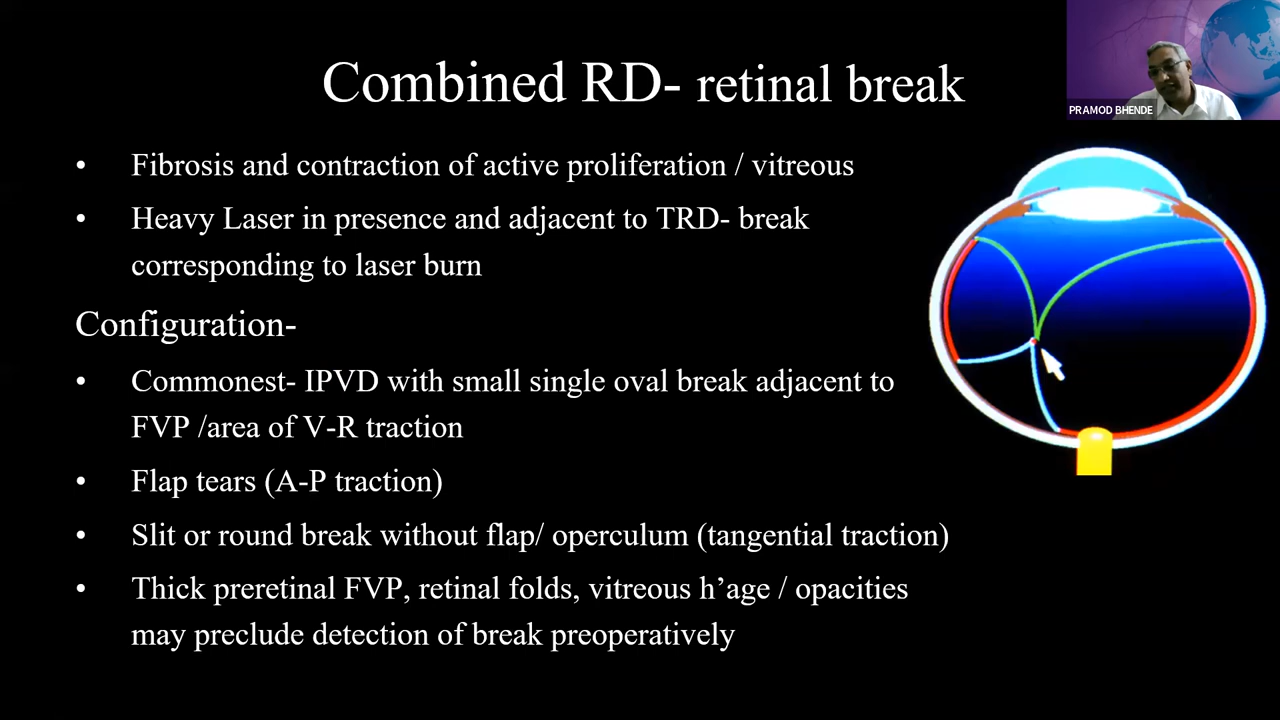 Combined RD- retinal break
PRAMOD BHENDE
• Fibrosis and contraction of active proliferation / vitreous
• Heavy Laser in presence and adjacent to TRD- break
corresponding to laser burn
Configuration-
• Commonest- IPVD with small single oval break adjacent to
FVP /area of V-R traction
• Flap tears (A-P traction)
• Slit or round break without flap/ operculum (tangential traction)
• Thick preretinal FVP, retinal folds, vitreous h’age / opacities
may preclude detection of break preoperatively